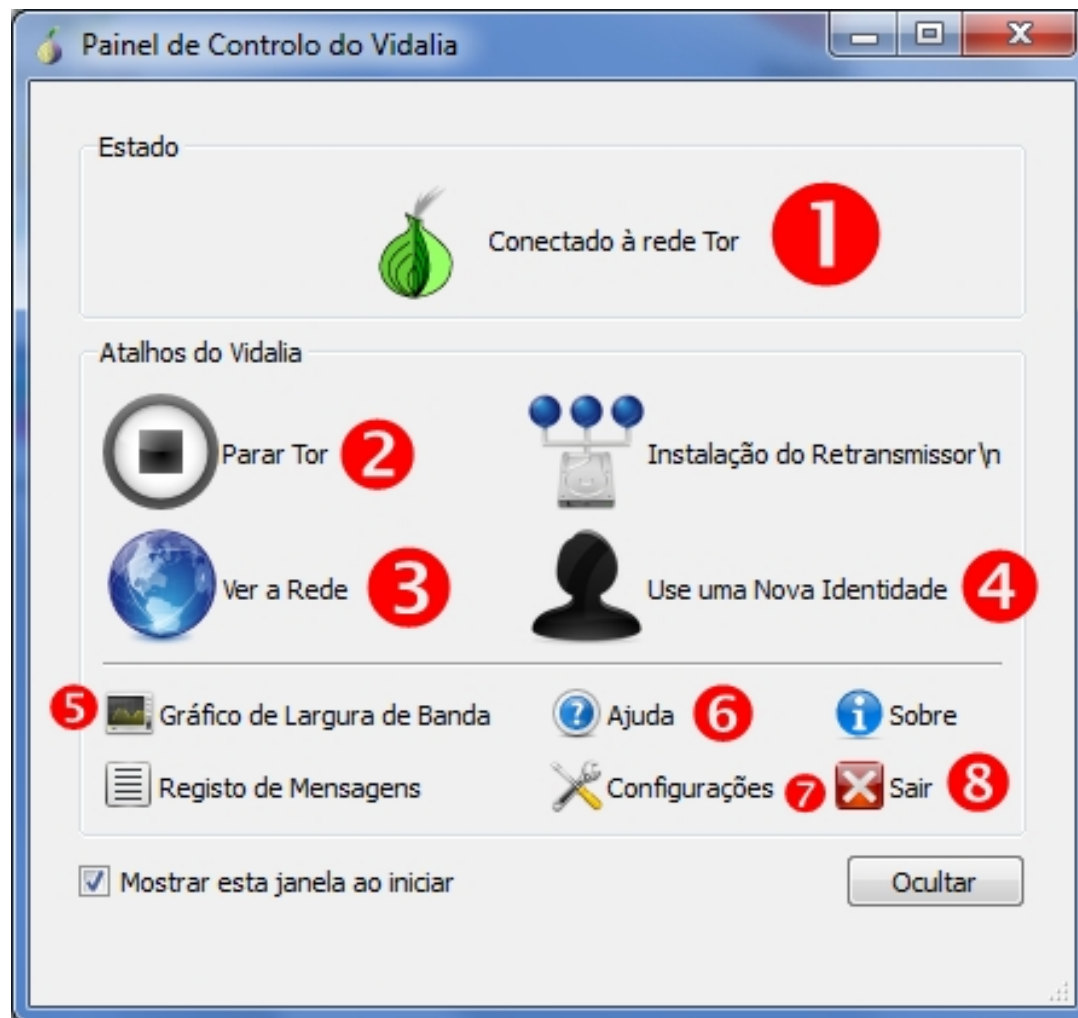 Painel de Controlo do Vidalia
Estado
Conectado à rede Tor 1
Atalhos do Vidalia
Parar Tor 2
Instalação do Retransmissor\n
Ver a Rede 3
Use uma Nova Identidade 4
5 Gráfico de Largura de Banda
Ajuda 6
Sobre
Registo de Mensagens
Configurações 7
Sair 8
Mostrar esta janela ao iniciar
Ocultar